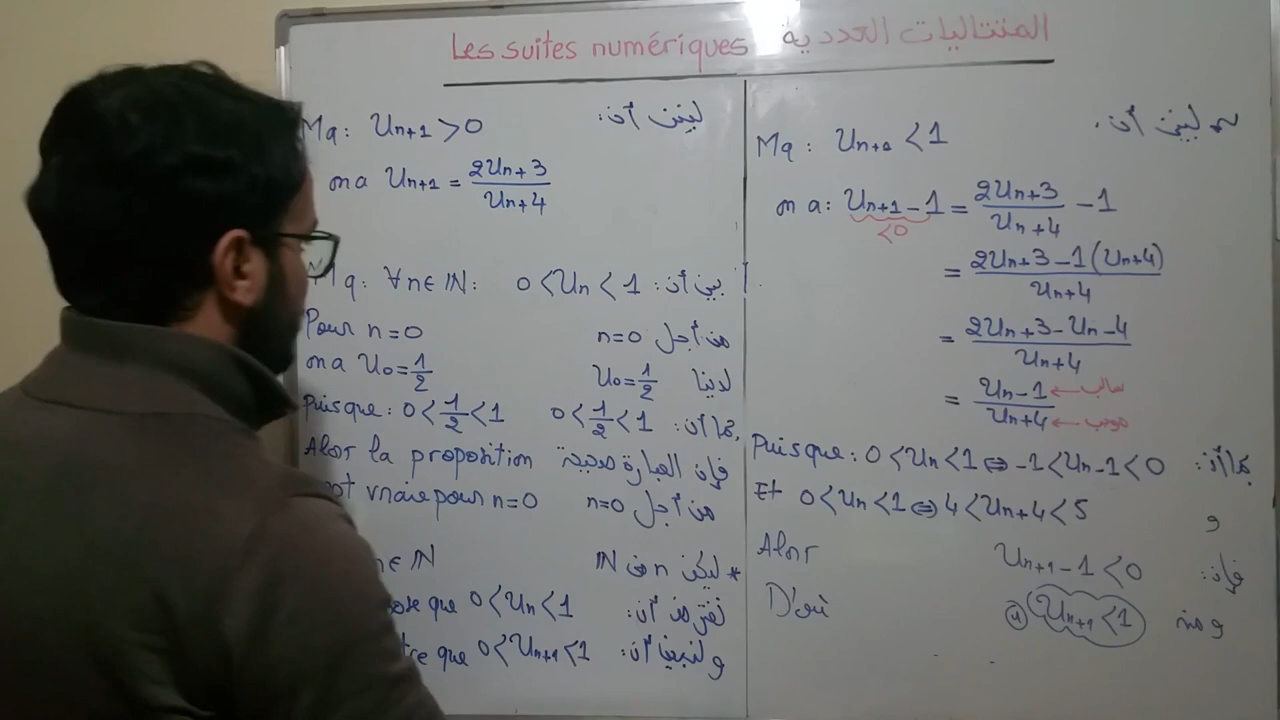 Les suites numériques المتتاليات العددية
Mq: Un+1 > 0 لنبين أن:
on a Un+1 = (2Un+3)/(Un+4)
Mq: ∀n∈ℕ: 0<Un<1 بين أن:
Pour n=0 من أجل n=0
on a U0=1/2 لدينا U0=1/2
Puisque: 0<1/2<1 بما أن: 0<1/2<1
Alors la proposition فإن العبارة صحيحة
est vraie pour n=0 من أجل n=0
n∈ℕ * ليكن n من ℕ
que 0<Un<1 نفترض أن:
que 0<Un+1<1 ولنبين أن:
Mq: Un+1 < 1 لنبين أن:
on a: Un+1 - 1 = (2Un+3)/(Un+4) - 1
<0
= (2Un+3-1(Un+4))/(Un+4)
= (2Un+3-Un-4)/(Un+4)
= (Un-1)/(Un+4)
← سالب
← موجب
Puisque: 0<Un<1 ⇔ -1<Un-1<0 بما أن:
Et 0<Un<1 ⇔ 4<Un+4<5 و
Alors Un+1-1<0 فإن:
D'où Un+1<1 ومنه